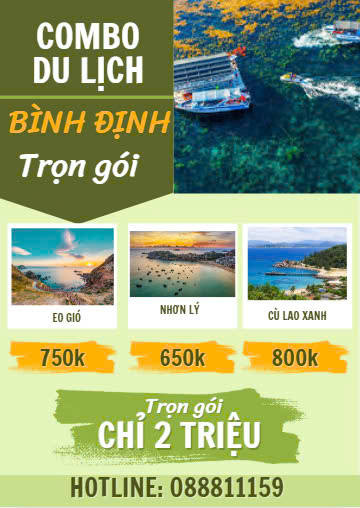 COMBO
DU LỊCH
BÌNH ĐỊNH
Trọn gói
EO GIÓ
NHƠN LÝ
CÙ LAO XANH
750k
650k
800k
Trọn gói
CHỈ 2 TRIỆU
HOTLINE: 088811159